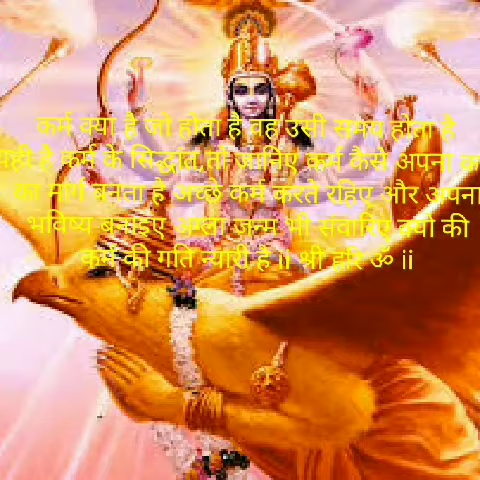 कर्म क्या है जो होता है वह उसी समय होता है
यही है कर्म के सिद्धांत तो जानिए कर्म कैसे अपना
का मार्ग बनता है अच्छे कर्म करते रहिए और अपना
भविष्य बनाइए अगला जन्म भी संवारिए क्यों की
कर्म की गति न्यारी है ॥ श्री हरि ॐ ॥